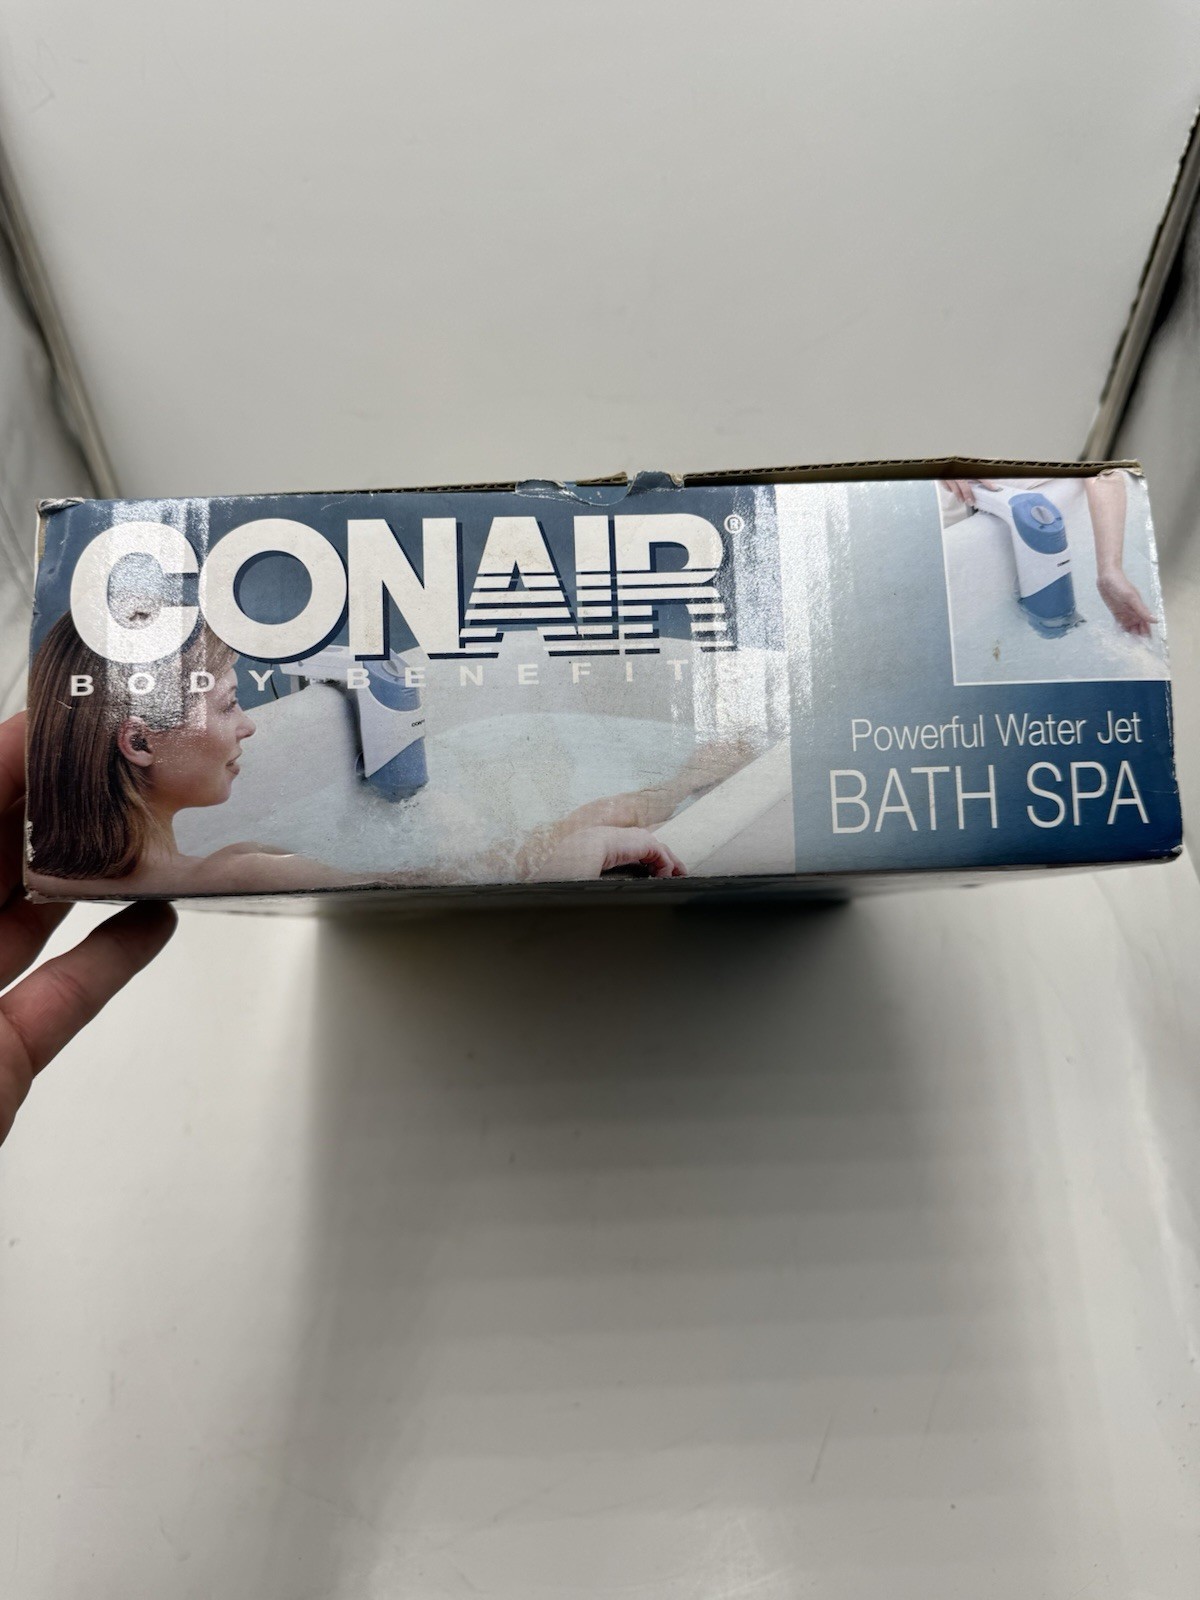 CONAIR®
BODY BENEFITS
Powerful Water Jet
BATH SPA